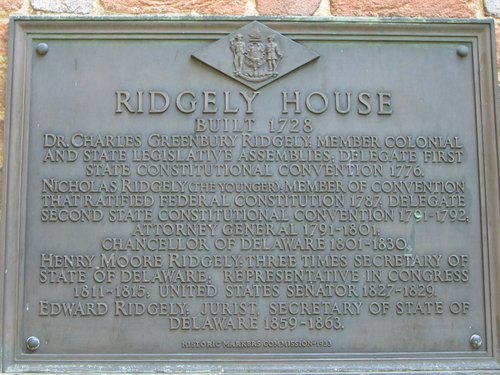 RIDGELY HOUSE
BUILT 1728
DR. CHARLES GREENBURY RIDGELY; MEMBER COLONIAL
AND STATE LEGISLATIVE ASSEMBLIES; DELEGATE FIRST
STATE CONSTITUTIONAL CONVENTION 1776.
NICHOLAS RIDGELY (THE YOUNGER); MEMBER OF CONVENTION
THAT RATIFIED FEDERAL CONSTITUTION 1787, DELEGATE
SECOND STATE CONSTITUTIONAL CONVENTION 1791-1792,
ATTORNEY GENERAL 1791-1801,
CHANCELLOR OF DELAWARE 1801-1830.
HENRY MOORE RIDGELY; THREE TIMES SECRETARY OF
STATE OF DELAWARE, REPRESENTATIVE IN CONGRESS
1811-1815; UNITED STATES SENATOR 1827-1829.
EDWARD RIDGELY; JURIST, SECRETARY OF STATE OF
DELAWARE 1859-1863.
HISTORIC MARKERS COMMISSION-1933